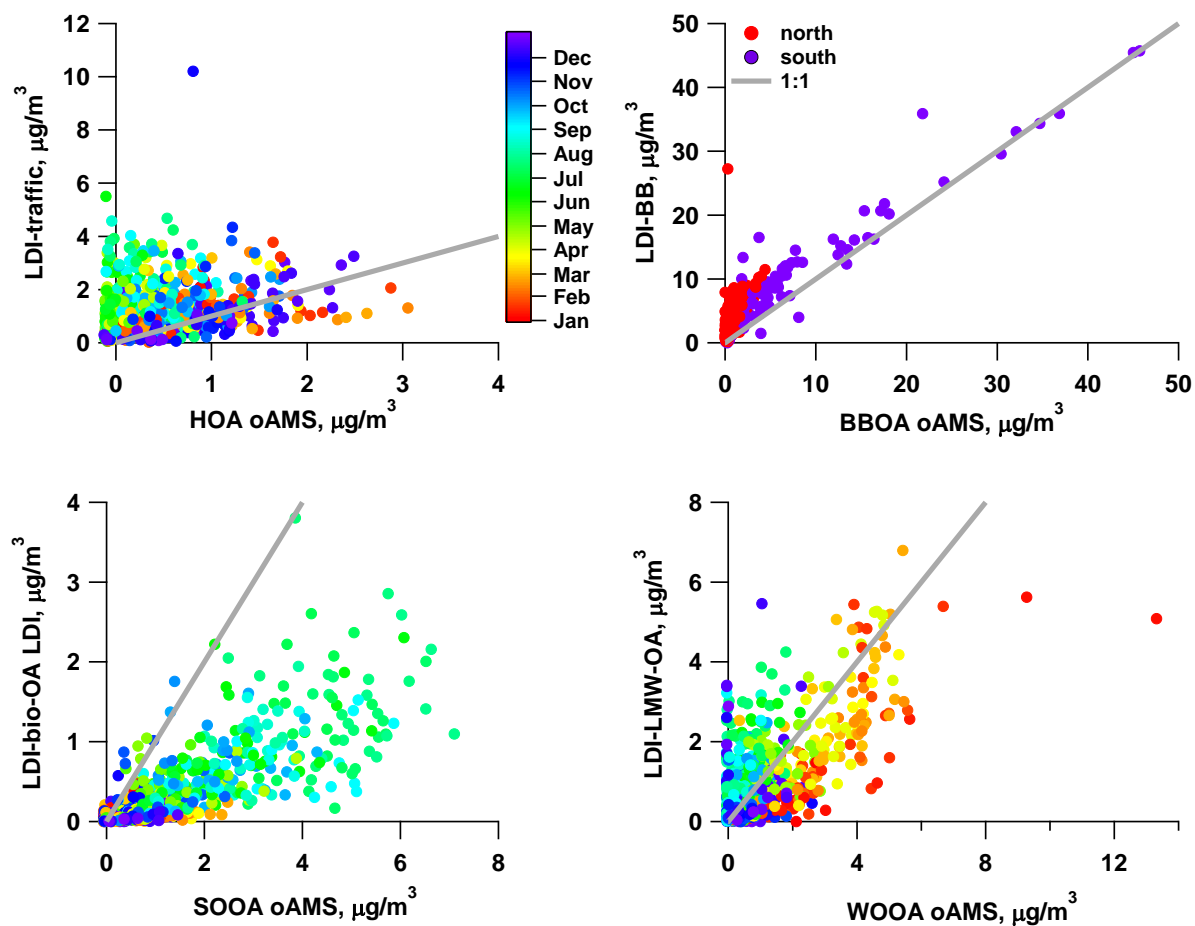 12
10
8
6
4
2
0
LDI-traffic, μg/m³
0
1
2
3
4
HOA oAMS, μg/m³
Dec
Nov
Oct
Sep
Aug
Jul
Jun
May
Apr
Mar
Feb
Jan
50
40
30
20
10
0
LDI-BB, μg/m³
north
south
1:1
0
10
20
30
40
50
BBOA oAMS, μg/m³
4
3
2
1
0
LDI-bio-OA LDI, μg/m³
0
2
4
6
8
SOOA oAMS, μg/m³
8
6
4
2
0
LDI-LMW-OA, μg/m³
0
4
8
12
WOOA oAMS, μg/m³